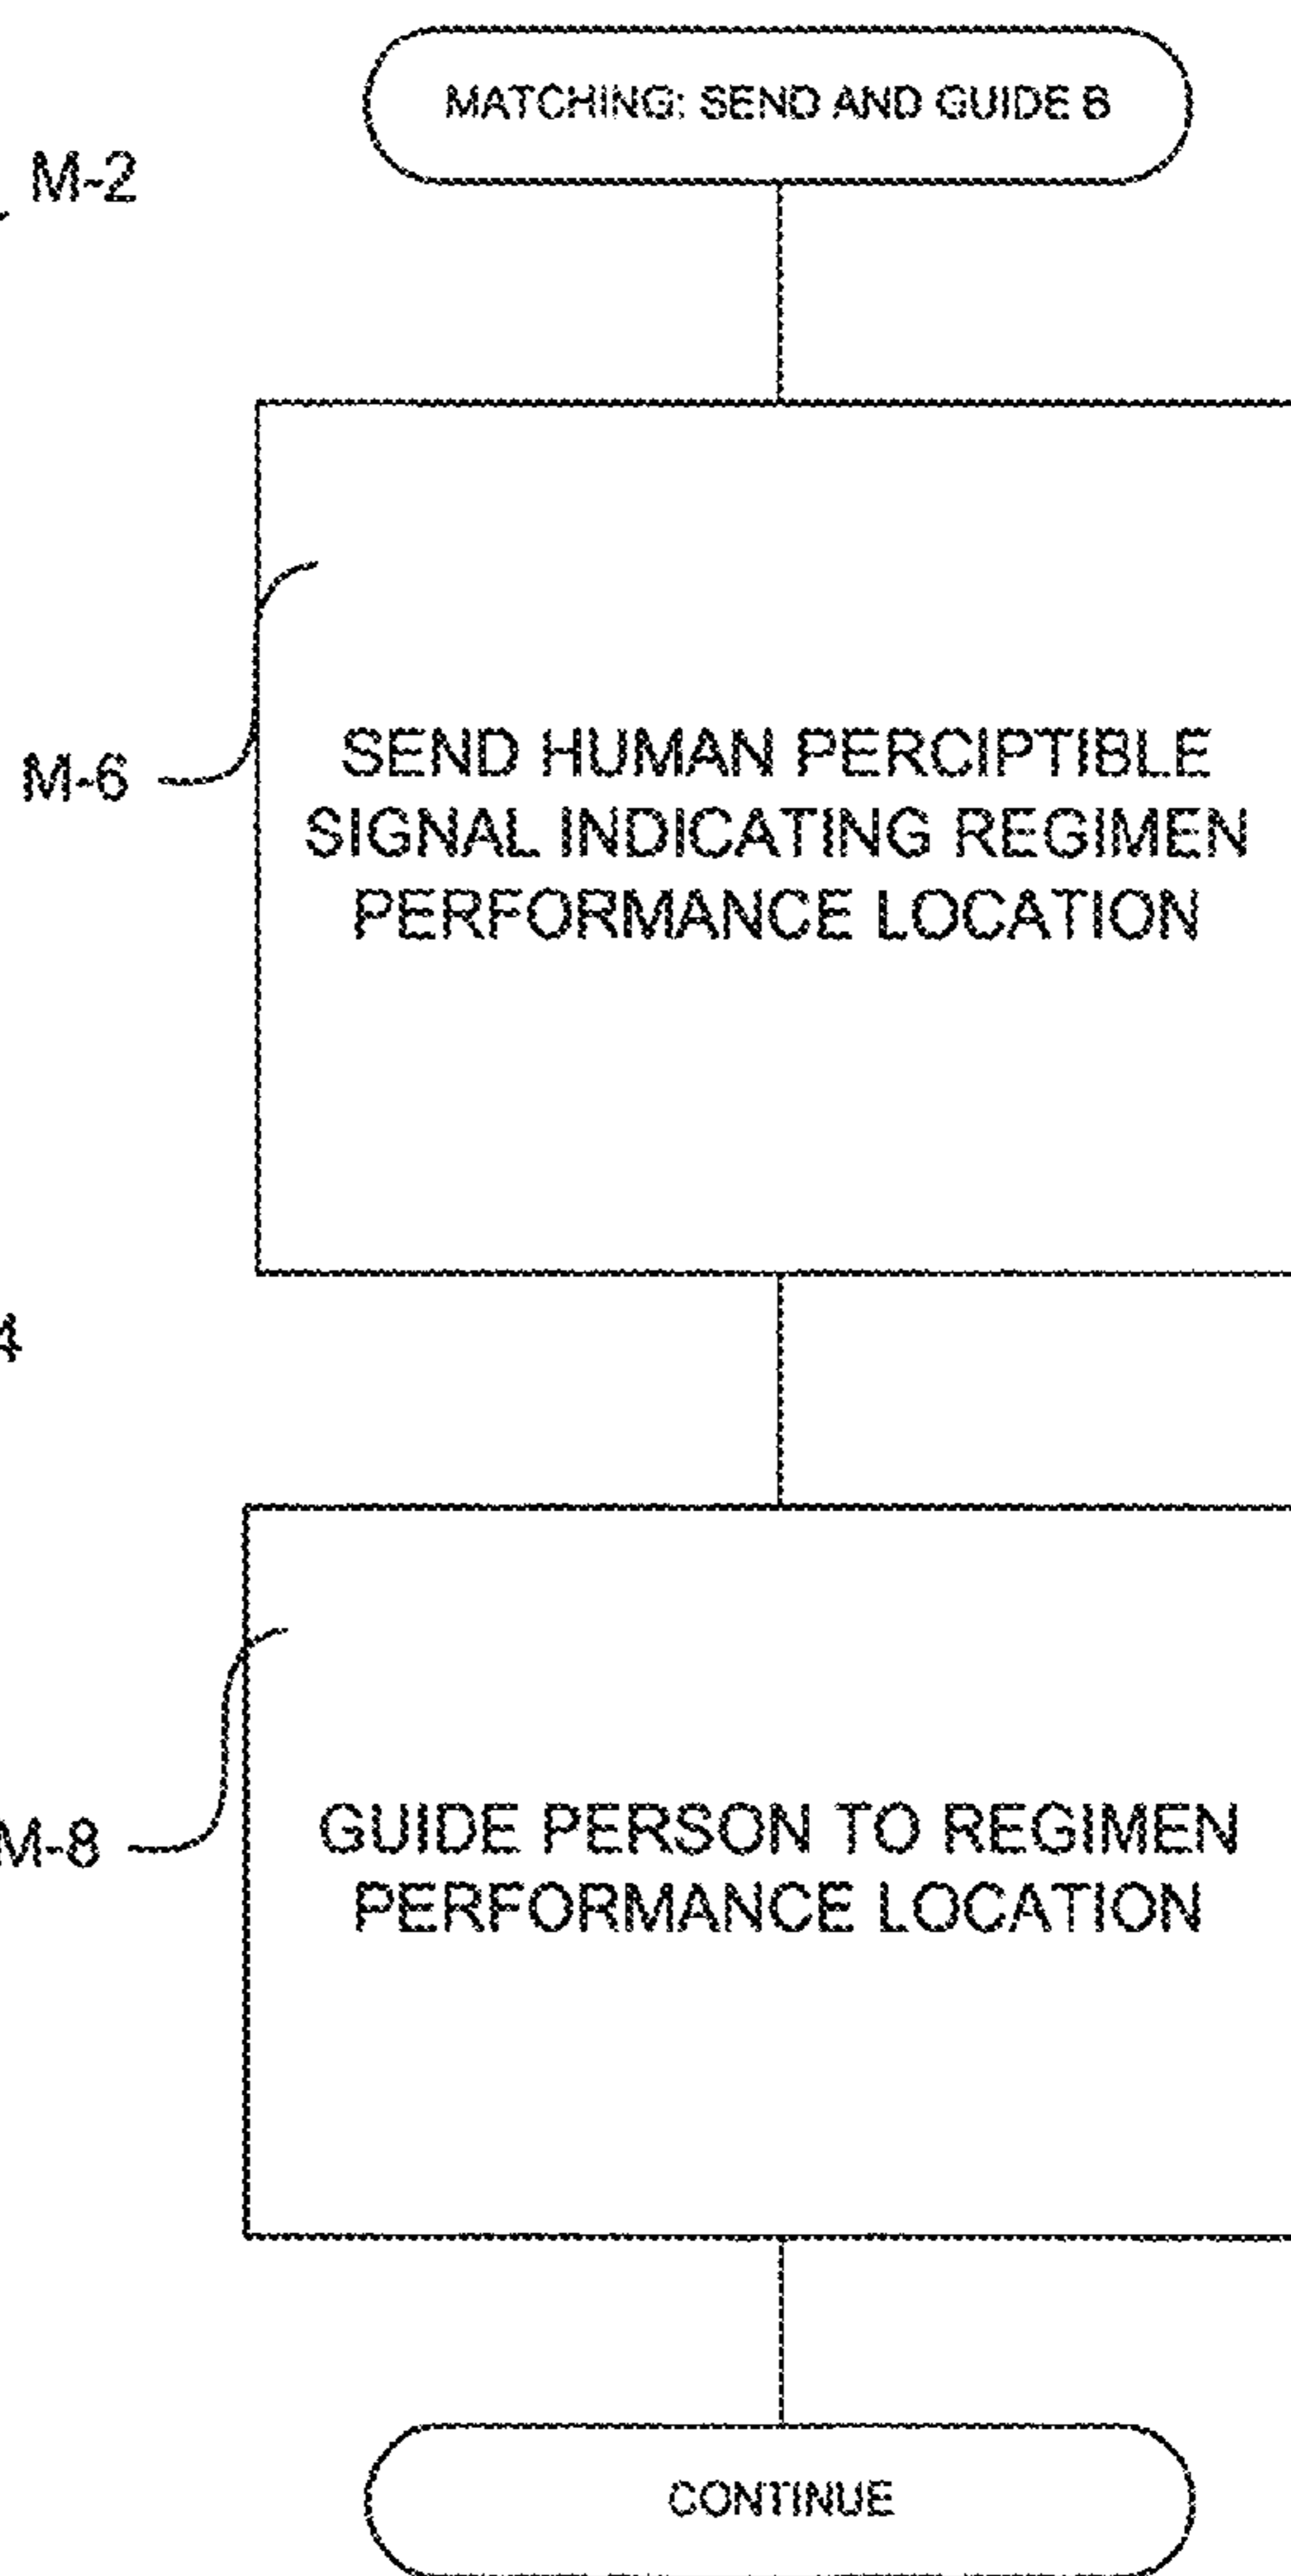 MATCHING: SEND AND GUIDE B
M-2
SEND HUMAN PERCIPTIBLE
SIGNAL INDICATING REGIMEN
PERFORMANCE LOCATION
M-6
4
GUIDE PERSON TO REGIMEN
PERFORMANCE LOCATION
M-8
CONTINUE